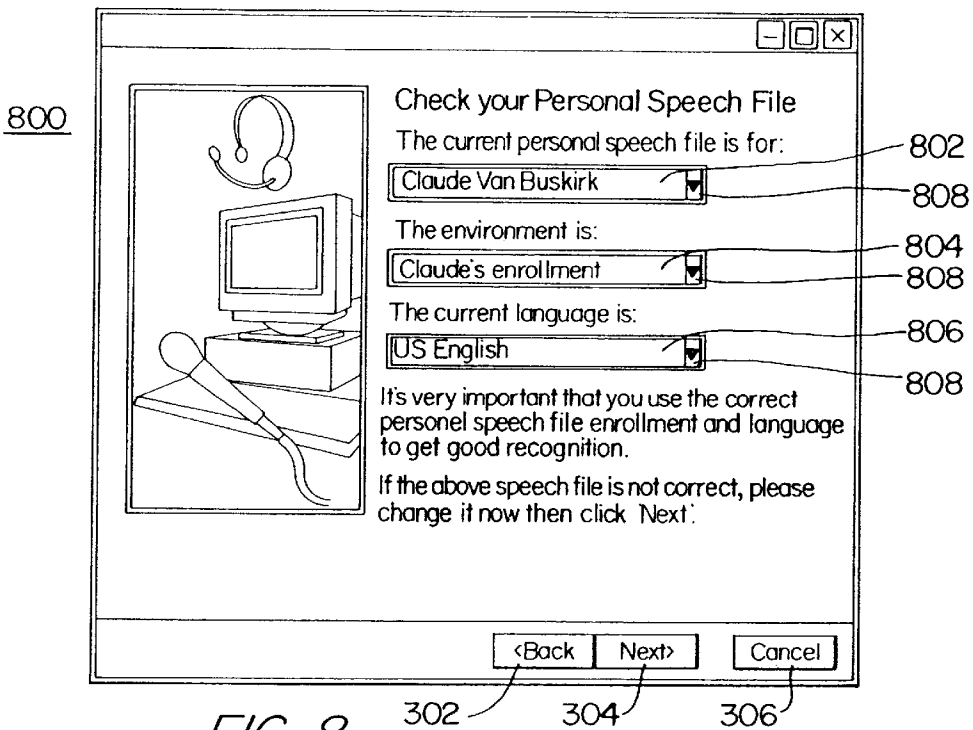 800
Check your Personal Speech File
The current personal speech file is for:
802
Claude Van Buskirk
808
The environment is:
804
Claude's enrollment
808
The current language is:
806
US English
808
It's very important that you use the correct
personel speech file enrollment and language
to get good recognition.
If the above speech file is not correct, please
change it now then click 'Next'.
<Back
Next>
Cancel
302
304
306
FIG. 8